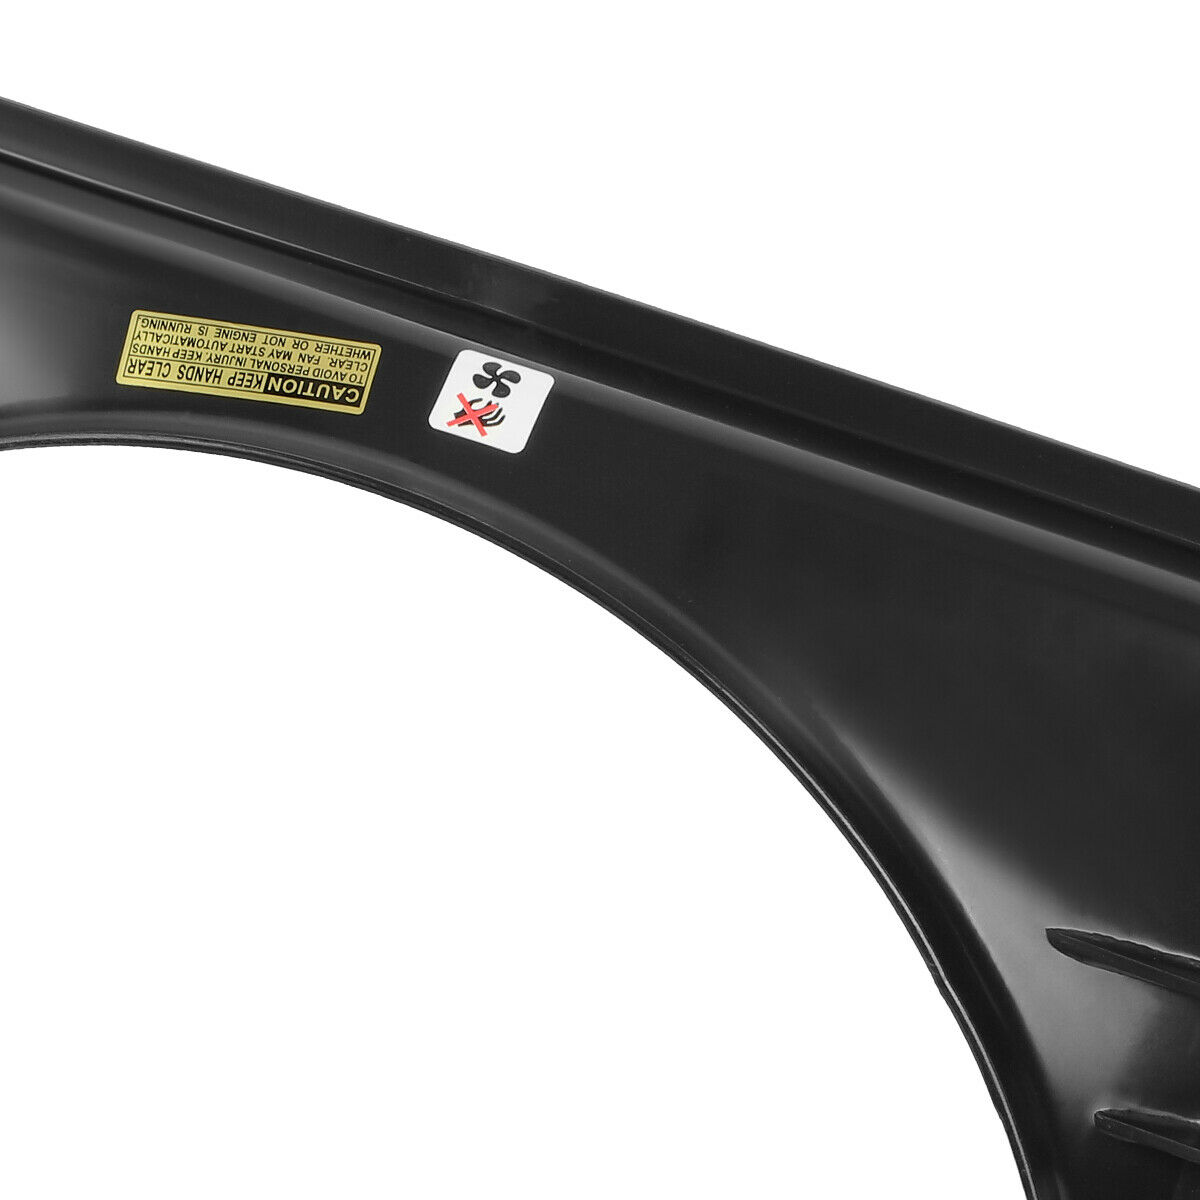 CAUTION KEEP HANDS CLEAR
TO AVOID PERSONAL INJURY, KEEP HANDS
CLEAR. FAN MAY START AUTOMATICALLY
WHETHER OR NOT ENGINE IS RUNNING.